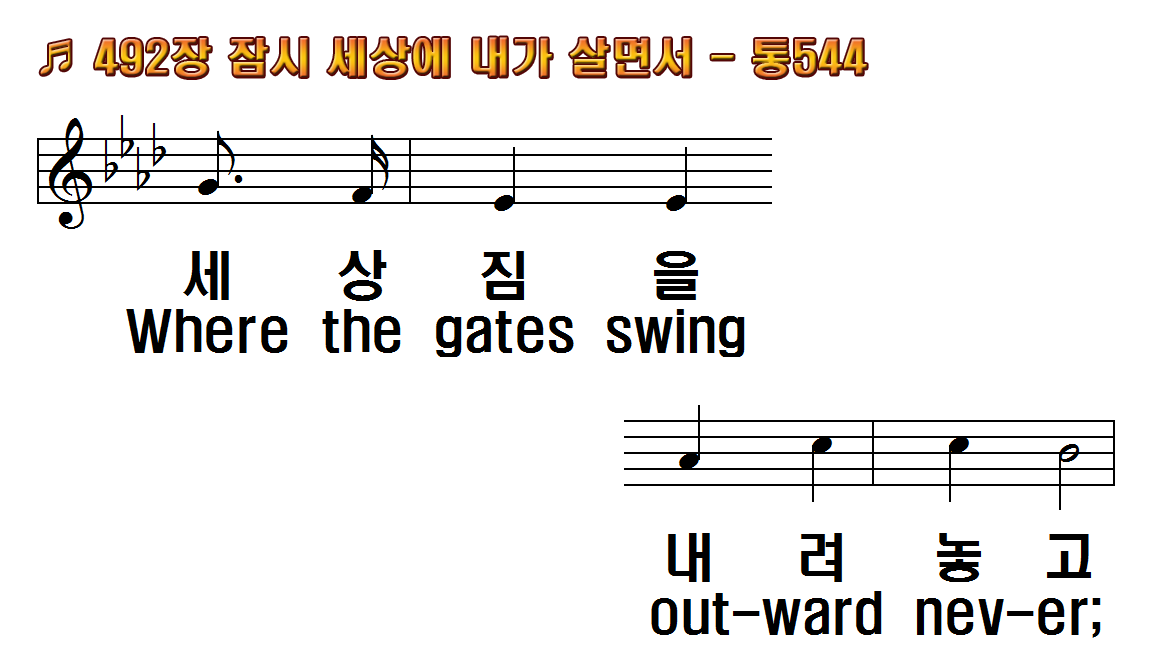 ♬ 492장 잠시 세상에 내가 살면서 - 통544
세 상 짐 을
Where the gates swing
내 려 놓 고
out-ward nev-er;